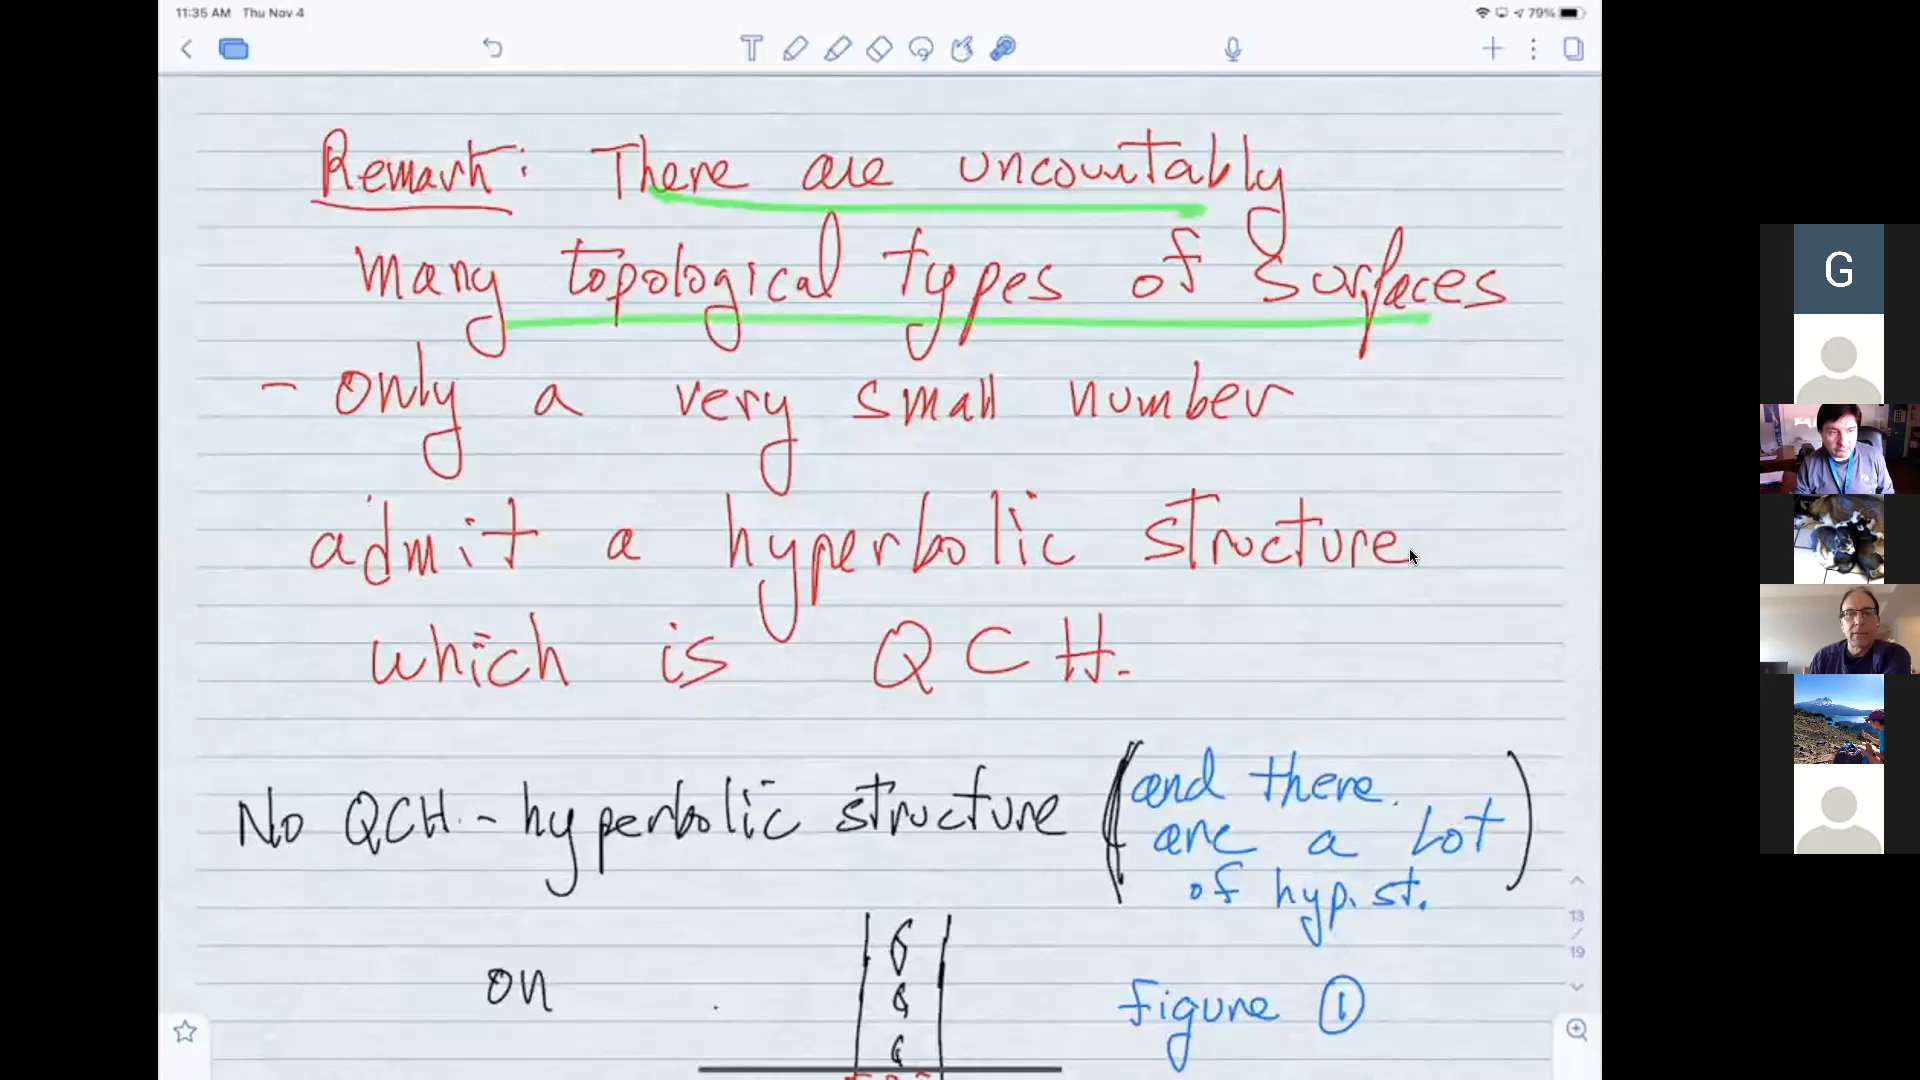 11:35 AM Thu Nov 4
79%
Remark: There are uncountably
many topological types of surfaces
- only a very small number
admit a hyperbolic structure
which is QCH.
No QCH - hyperbolic structure (and there
are a lot
of hyp. st.)
on
Figure ①
13
/
19
G